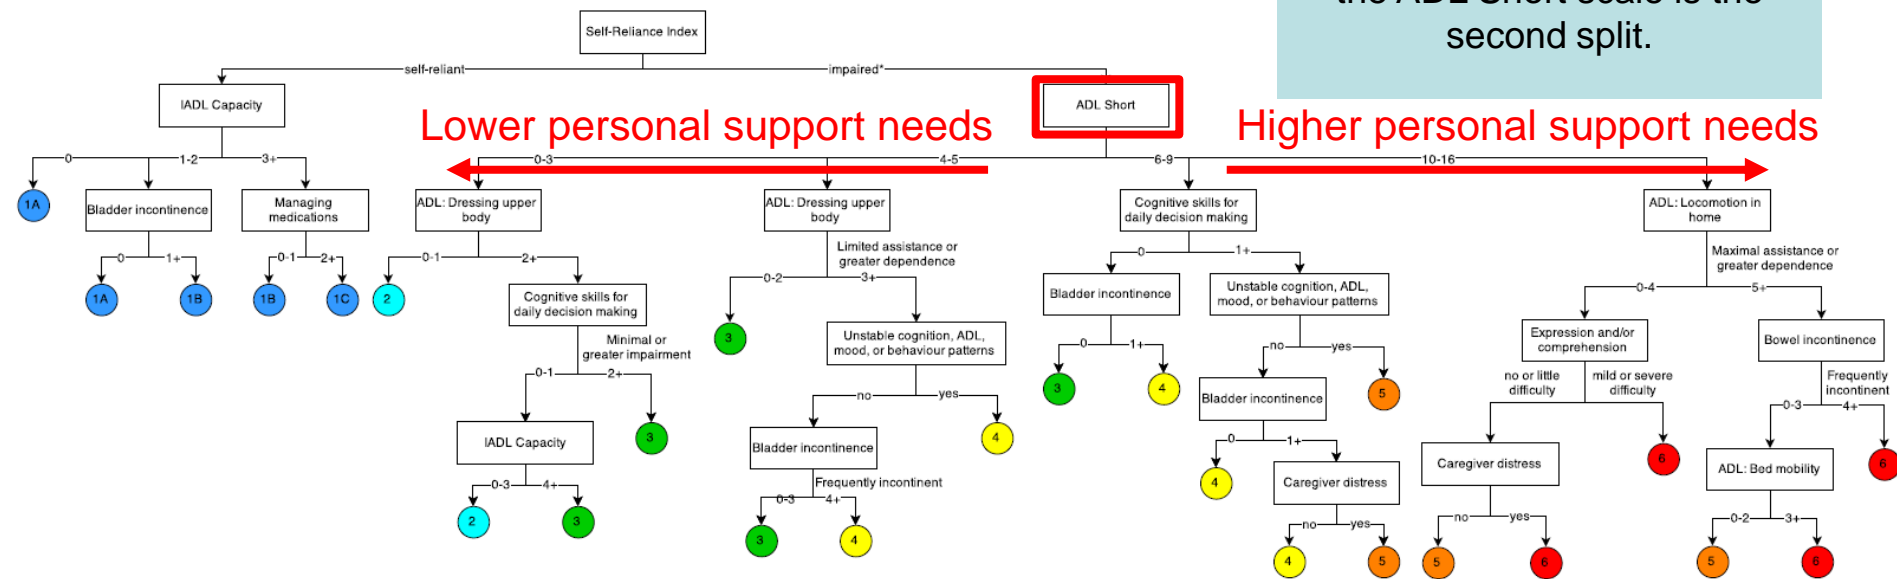 the ADL Short scale is the
second split.
Self-Reliance Index
self-reliant
impaired*
IADL Capacity
ADL Short
Lower personal support needs
Higher personal support needs
0
1-2
3+
0-3
4-5
6-9
10-16
1A
Bladder incontinence
Managing
medications
ADL: Dressing upper
body
ADL: Dressing upper
body
Cognitive skills for
daily decision making
ADL: Locomotion in
home
0
1+
0-1
2+
0-1
2+
Limited assistance or
greater dependence
0-2
3+
0
1+
Maximal assistance or
greater dependence
0-4
5+
1A
1B
1B
1C
2
Cognitive skills for
daily decision making
Minimal or
greater impairment
0-1
2+
3
Unstable cognition, ADL,
mood, or behaviour patterns
no
yes
Bladder incontinence
0
1+
Unstable cognition, ADL,
mood, or behaviour patterns
no
yes
Expression and/or
comprehension
no or little
difficulty
mild or severe
difficulty
Bowel incontinence
Frequently
incontinent
0-3
4+
3
4
Bladder incontinence
5
IADL Capacity
3
Bladder incontinence
4
0
1+
Caregiver distress
6
ADL: Bed mobility
6
0-3
4+
Frequently incontinent
0-3
4+
4
Caregiver distress
no
yes
no
yes
0-2
3+
2
3
3
4
4
5
5
6
5
6